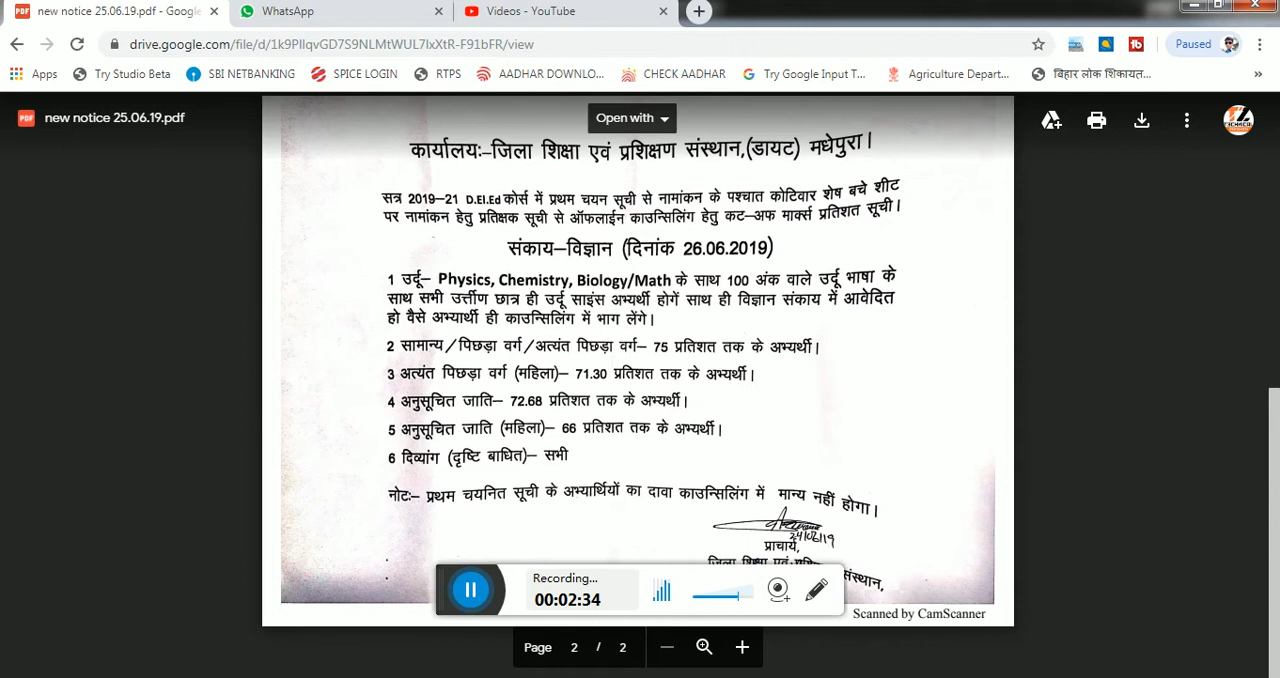 new notice 25.06.19.pdf - Google
WhatsApp
Videos - YouTube
drive.google.com/file/d/1k9PIlqvGD7S9NLMtWUL7IxXtR-F91bFR/view
Paused
Apps
Try Studio Beta
SBI NETBANKING
SPICE LOGIN
RTPS
AADHAR DOWNLO...
CHECK AADHAR
Try Google Input T...
Agriculture Depart...
बिहार लोक शिकायत...
new notice 25.06.19.pdf
Open with
कार्यालयः–जिला शिक्षा एवं प्रशिक्षण संस्थान,(डायट) मधेपुरा।
सत्र 2019–21 D.El.Ed कोर्स में प्रथम चयन सूची से नामांकन के पश्चात कोटिवार शेष बचे शीट
पर नामांकन हेतु प्रतिक्षक सूची से ऑफलाईन काउन्सिलिंग हेतु कट–अफ मार्क्स प्रतिशत सूची।
संकाय–विज्ञान (दिनांक 26.06.2019)
1 उर्दू– Physics, Chemistry, Biology/Math के साथ 100 अंक वाले उर्दू भाषा के
साथ सभी उर्त्तीण छात्र ही उर्दू साइंस अभ्यर्थी होगें साथ ही विज्ञान संकाय में आवेदित
हो वैसे अभ्यार्थी ही काउन्सिलिंग में भाग लेंगे।
2 सामान्य/पिछड़ा वर्ग/अत्यंत पिछड़ा वर्ग– 75 प्रतिशत तक के अभ्यर्थी।
3 अत्यंत पिछड़ा वर्ग (महिला)– 71.30 प्रतिशत तक के अभ्यर्थी।
4 अनुसूचित जाति– 72.68 प्रतिशत तक के अभ्यर्थी।
5 अनुसूचित जाति (महिला)– 66 प्रतिशत तक के अभ्यर्थी।
6 दिव्यांग (दृष्टि बाधित)– सभी
नोटः– प्रथम चयनित सूची के अभ्यार्थियों का दावा काउन्सिलिंग में मान्य नहीं होगा।
24/06/19
प्राचार्य,
जिला शिक्षा एवं संस्थान,
Recording...
00:02:34
Scanned by CamScanner
Page 2 / 2